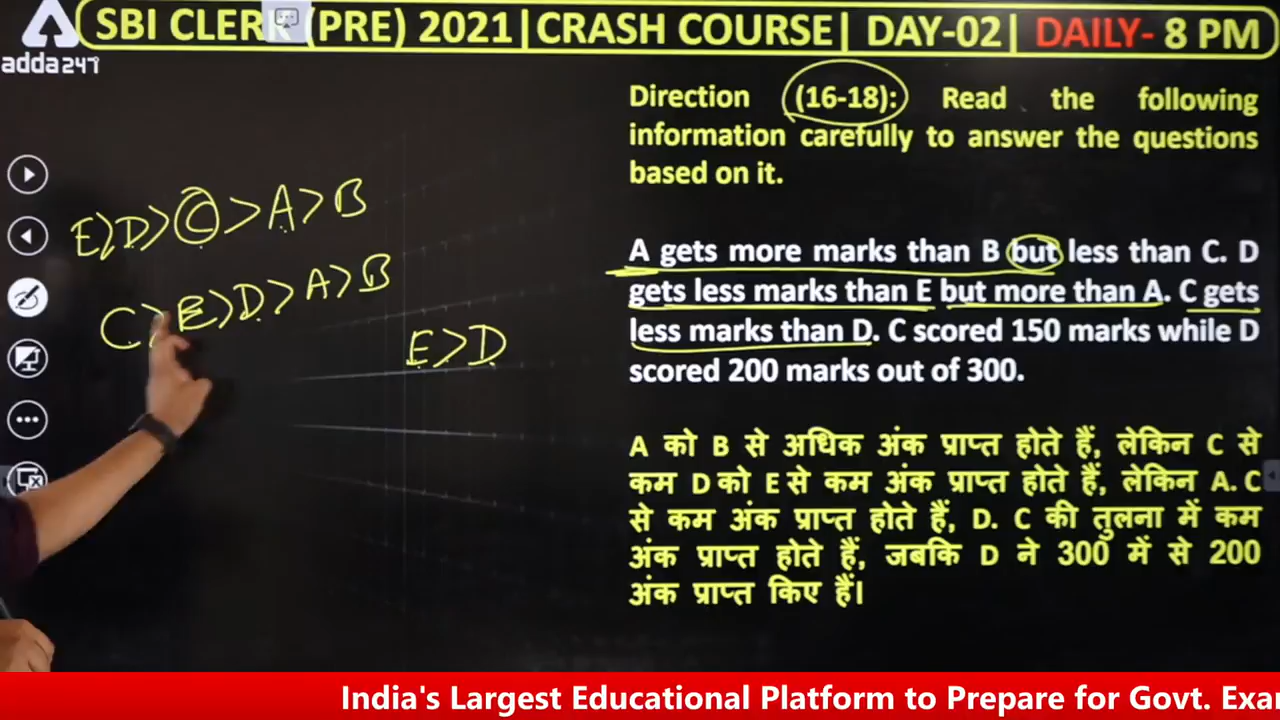 SBI CLERK (PRE) 2021|CRASH COURSE| DAY-02| DAILY- 8 PM
adda247
Direction (16-18): Read the following
information carefully to answer the questions
based on it.
E>D>C>A>B
C>E>D>A>B
E>D
A gets more marks than B but less than C. D
gets less marks than E but more than A. C gets
less marks than D. C scored 150 marks while D
scored 200 marks out of 300.
A को B से अधिक अंक प्राप्त होते हैं, लेकिन C से
कम D को E से कम अंक प्राप्त होते हैं, लेकिन A. C
से कम अंक प्राप्त होते हैं, D. C की तुलना में कम
अंक प्राप्त होते हैं, जबकि D ने 300 में से 200
अंक प्राप्त किए हैं।
India's Largest Educational Platform to Prepare for Govt. Exa